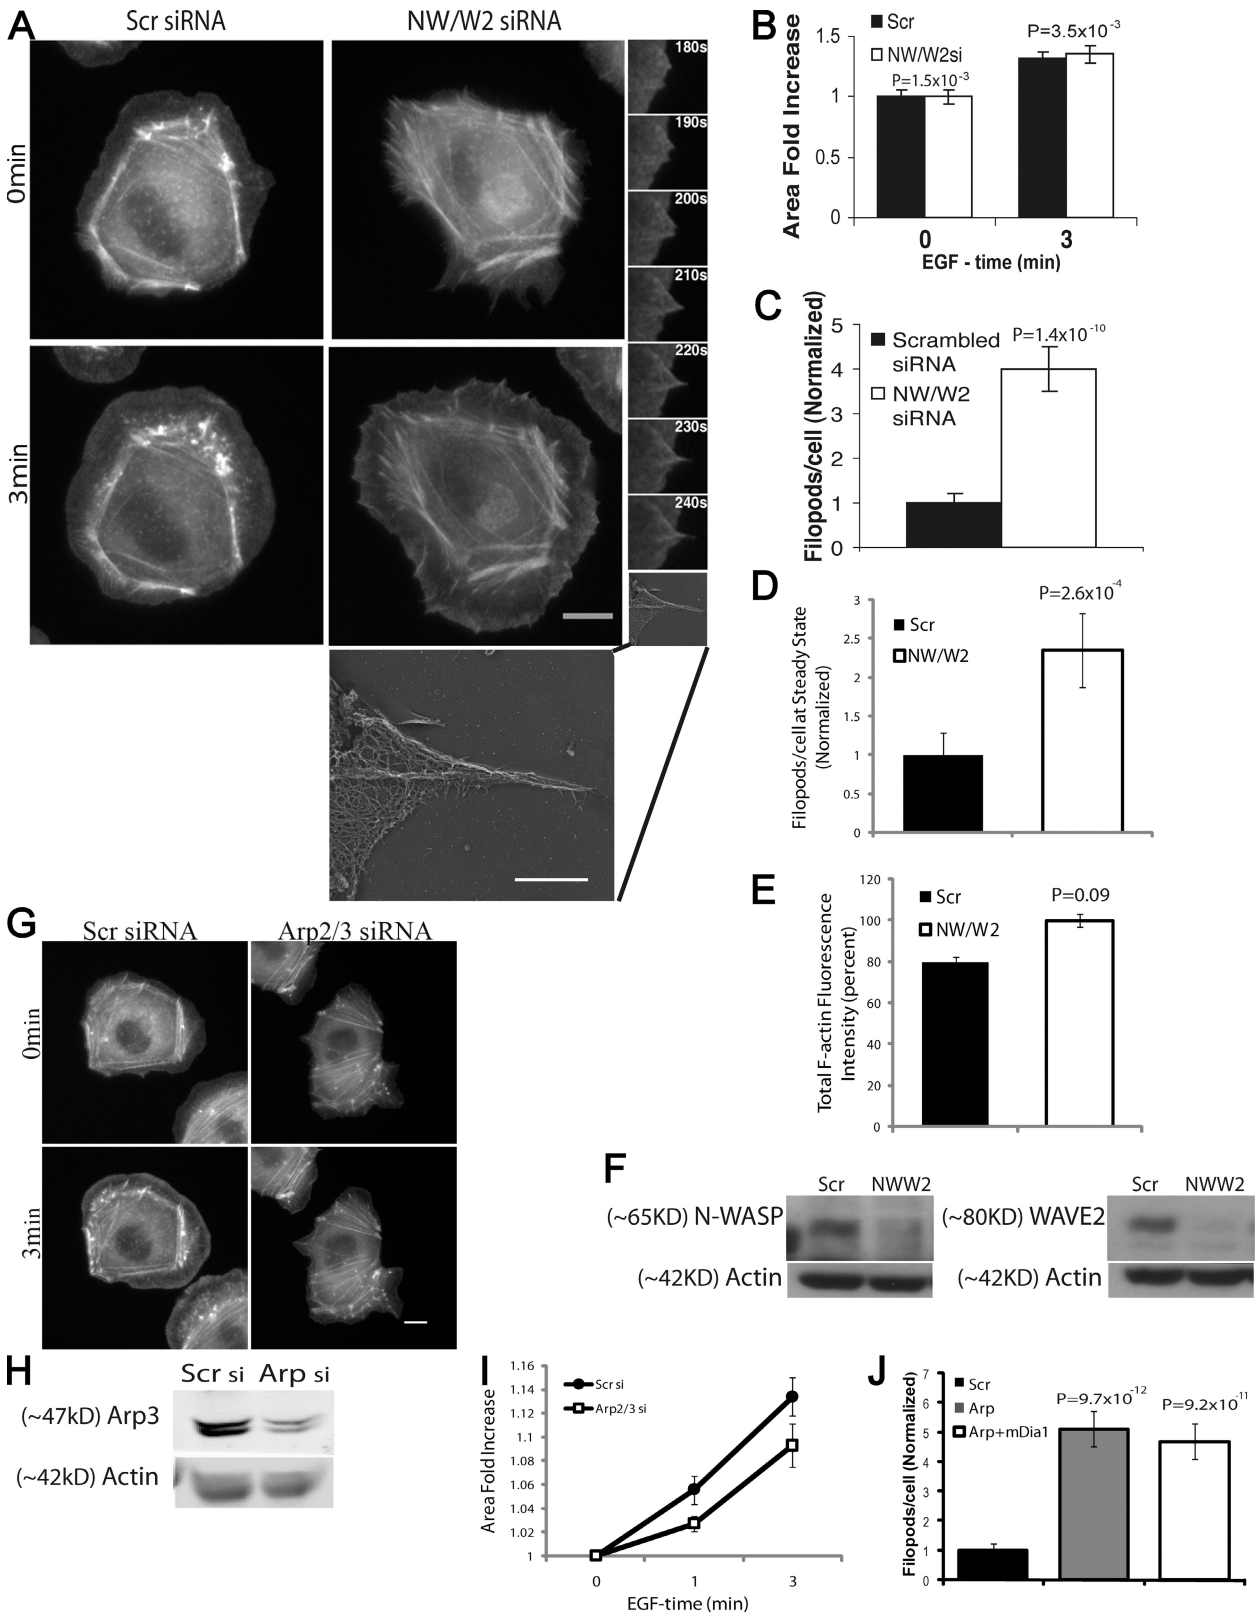 A
Scr siRNA
NW/W2 siRNA
0min
3min
180s
190s
200s
210s
220s
230s
240s
B
Area Fold Increase
1.5
1
0.5
0
Scr
NW/W2si
P=1.5x10-3
P=3.5x10-3
0
3
EGF - time (min)
C
Filopods/cell (Normalized)
5
4
3
2
1
0
Scrambled
siRNA
NW/W2
siRNA
P=1.4x10-10
D
Filopods/cell at Steady State
(Normalized)
3
2.5
2
1.5
1
0.5
0
Scr
NW/W2
P=2.6x10-4
E
Total F-actin Fluorescence
Intensity (percent)
120
100
80
60
40
20
0
Scr
NW/W2
P=0.09
F
Scr NWW2
(~65KD) N-WASP
(~42KD) Actin
Scr NWW2
(~80KD) WAVE2
(~42KD) Actin
G
Scr siRNA
Arp2/3 siRNA
0min
3min
H
Scr si Arp si
(~47kD) Arp3
(~42kD) Actin
I
Area Fold Increase
1.16
1.14
1.12
1.1
1.08
1.06
1.04
1.02
1
Scr si
Arp2/3 si
0
1
3
EGF-time (min)
J
Filopods/cell (Normalized)
7
6
5
4
3
2
1
0
Scr
Arp
Arp+mDia1
P=9.7x10-12
P=9.2x10-11